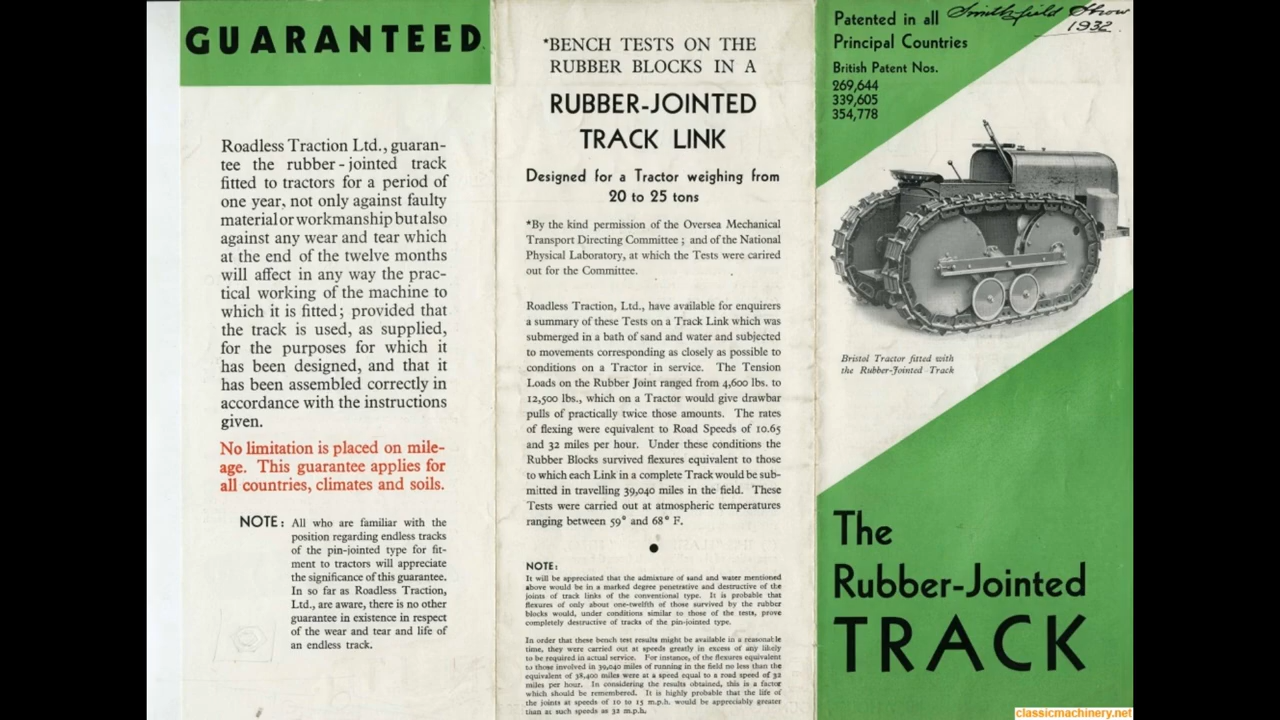 GUARANTEED
Roadless Traction Ltd., guaran-
tee the rubber-jointed track
fitted to tractors for a period of
one year, not only against faulty
material or workmanship but also
against any wear and tear which
at the end of the twelve months
will affect in any way the prac-
tical working of the machine to
which it is fitted; provided that
the track is used, as supplied,
for the purposes for which it
has been designed, and that it
has been assembled correctly in
accordance with the instructions
given.
No limitation is placed on mile-
age. This guarantee applies for
all countries, climates and soils.
NOTE: All who are familiar with the
position regarding endless tracks
of the pin-jointed type for fit-
ment to tractors will appreciate
the significance of this guarantee.
In so far as Roadless Traction,
Ltd., are aware, there is no other
guarantee in existence in respect
of the wear and tear and life of
an endless track.
*BENCH TESTS ON THE
RUBBER BLOCKS IN A
RUBBER-JOINTED
TRACK LINK
Designed for a Tractor weighing from
20 to 25 tons
*By the kind permission of the Oversea Mechanical
Transport Directing Committee; and of the National
Physical Laboratory, at which the Tests were carired
out for the Committee.
Roadless Traction, Ltd., have available for enquirers
a summary of these Tests on a Track Link which was
submerged in a bath of sand and water and subjected
to movements corresponding as closely as possible to
conditions on a Tractor in service. The Tension
Loads on the Rubber Joint ranged from 4,600 lbs. to
12,500 lbs., which on a Tractor would give drawbar
pulls of practically twice those amounts. The rates
of flexing were equivalent to Road Speeds of 10.65
and 32 miles per hour. Under these conditions the
Rubber Blocks survived flexures equivalent to those
to which each Link in a complete Track would be sub-
mitted in travelling 39,040 miles in the field. These
Tests were carried out at atmospheric temperatures
ranging between 59° and 68° F.
NOTE:
It will be appreciated that the admixture of sand and water mentioned
above would be in a marked degree penetrative and destructive of the
joints of track links of the conventional type. It is probable that
flexures of only about one-twelfth of those survived by the rubber
blocks would, under conditions similar to those of the tests, prove
completely destructive of tracks of the pin-jointed type.
In order that these bench test results might be available in a reasonable
time, they were carried out at speeds greatly in excess of any likely
to be required in actual service. For instance, of the flexures equivalent
to those involved in 39,040 miles of running in the field no less than the
equivalent of 38,400 miles were at a speed equal to a road speed of 32
miles per hour. In considering the results obtained, this is a factor
which should be remembered. It is highly probable that the life of
the joints at speeds of 10 to 15 m.p.h. would be appreciably greater
than at such speeds as 32 m.p.h.
Patented in all
Principal Countries
Smithfield Show
1932.
British Patent Nos.
269,644
339,605
354,778
Bristol Tractor fitted with
the Rubber-Jointed Track
The
Rubber-Jointed
TRACK
classicmachinery.net